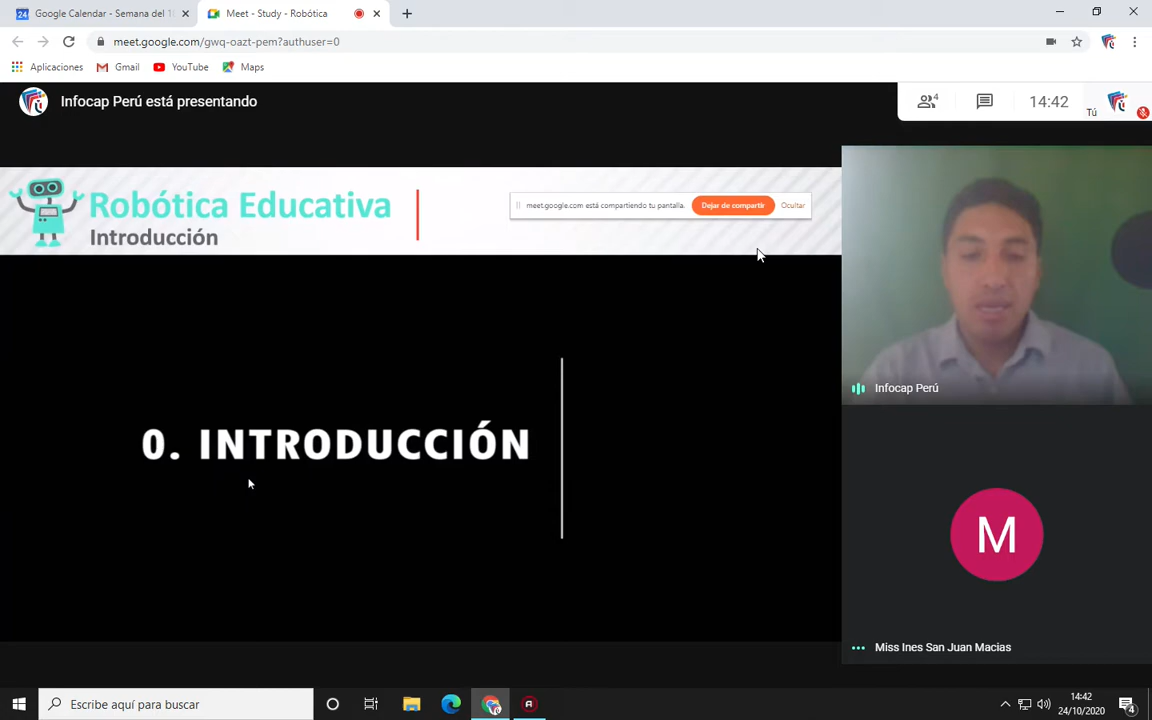 Google Calendar - Semana del 1
Meet - Study - Robótica
meet.google.com/gwq-oazt-pem?authuser=0
Aplicaciones
Gmail
YouTube
Maps
Infocap Perú está presentando
4
14:42
Tú
Robótica Educativa
Introducción
meet.google.com está compartiendo tu pantalla.
Dejar de compartir
Ocultar
0. INTRODUCCIÓN
Infocap Perú
M
Miss Ines San Juan Macias
Escribe aquí para buscar
14:42
24/10/2020
4